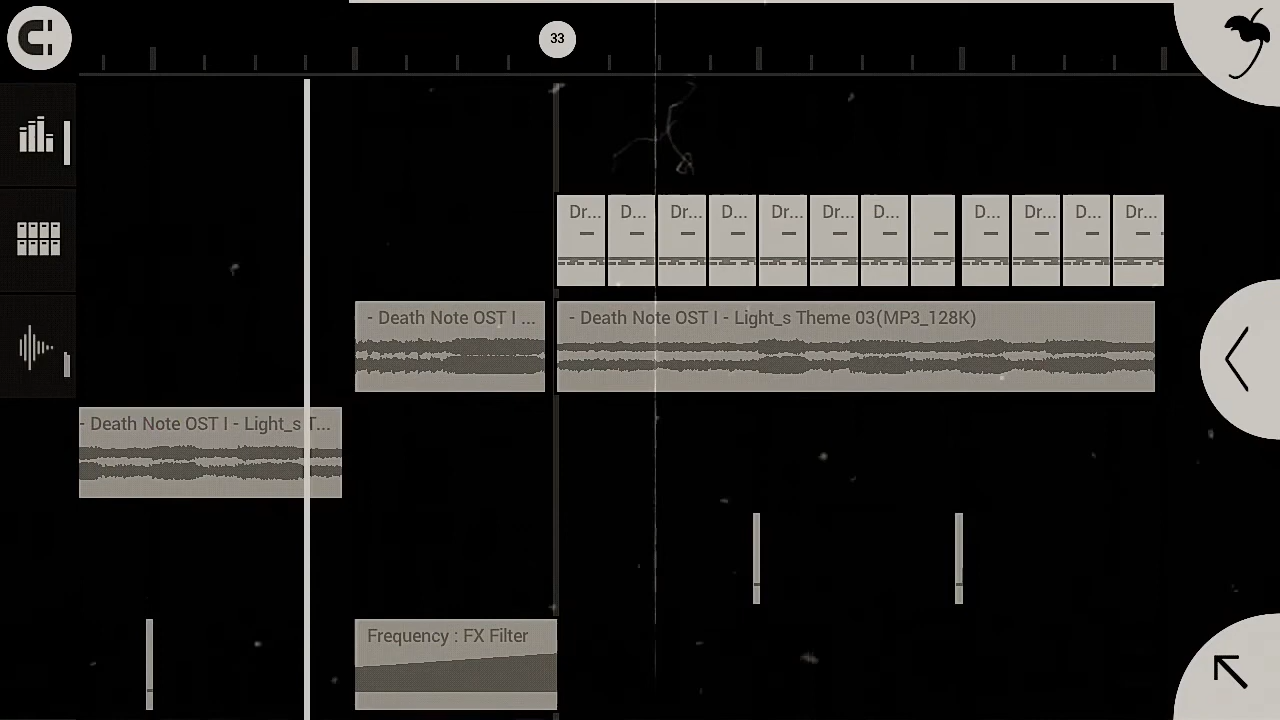 33
Dr... D... Dr... D... Dr... Dr... D... D... Dr... D... Dr...
- Death Note OST I ...
- Death Note OST I - Light_s Theme 03(MP3_128K)
- Death Note OST I - Light_s T...
Frequency : FX Filter